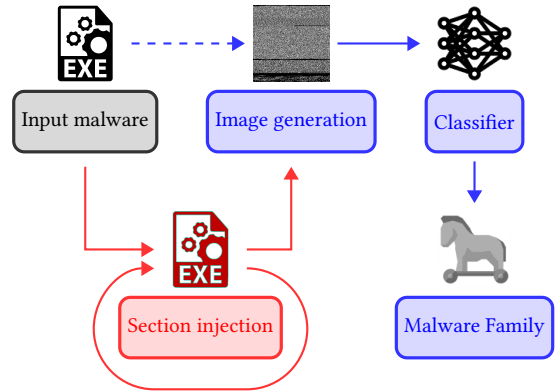 EXE
Input malware
Image generation
Classifier
EXE
Section injection
Malware Family